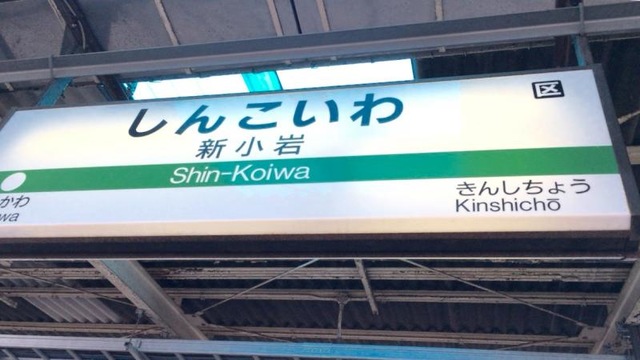 しんこいわ
区
新小岩
Shin-Koiwa
かわ
wa
きんしちょう
Kinshichō